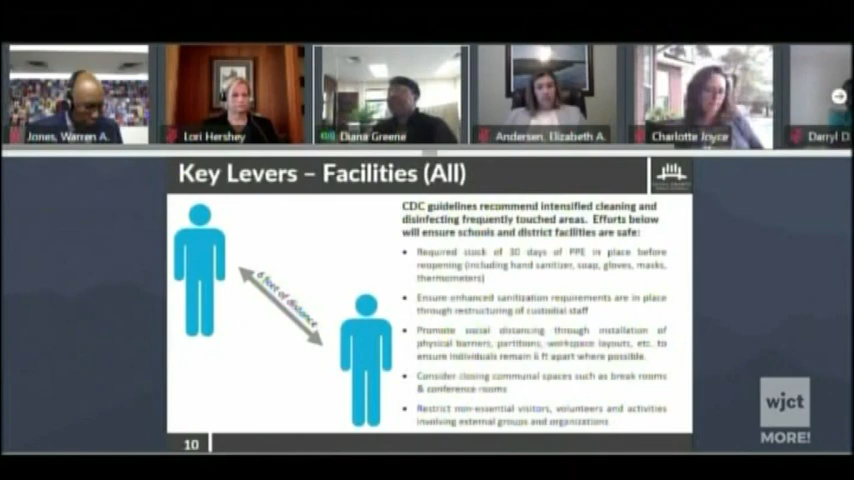 Jones, Warren A.
Lori Hershey
Diana Greene
Andersen, Elizabeth A.
Charlotte Joyce
Darryl D
Key Levers – Facilities (All)
CDC guidelines recommend intensified cleaning and
disinfecting frequently touched areas. Efforts below
will ensure schools and district facilities are safe:
6 feet of distance
• Required stock of 30 days of PPE in place before
reopening (including hand sanitizer, soap, gloves, masks,
thermometers)
• Ensure enhanced sanitization requirements are in place
through restructuring of custodial staff
• Promote social distancing through installation of
physical barriers, partitions, workspace layouts, etc. to
ensure individuals remain 6 ft apart where possible.
• Consider closing communal spaces such as break rooms
& conference rooms
• Restrict non-essential visitors, volunteers and activities
involving external groups and organizations
10
wjct
MORE!